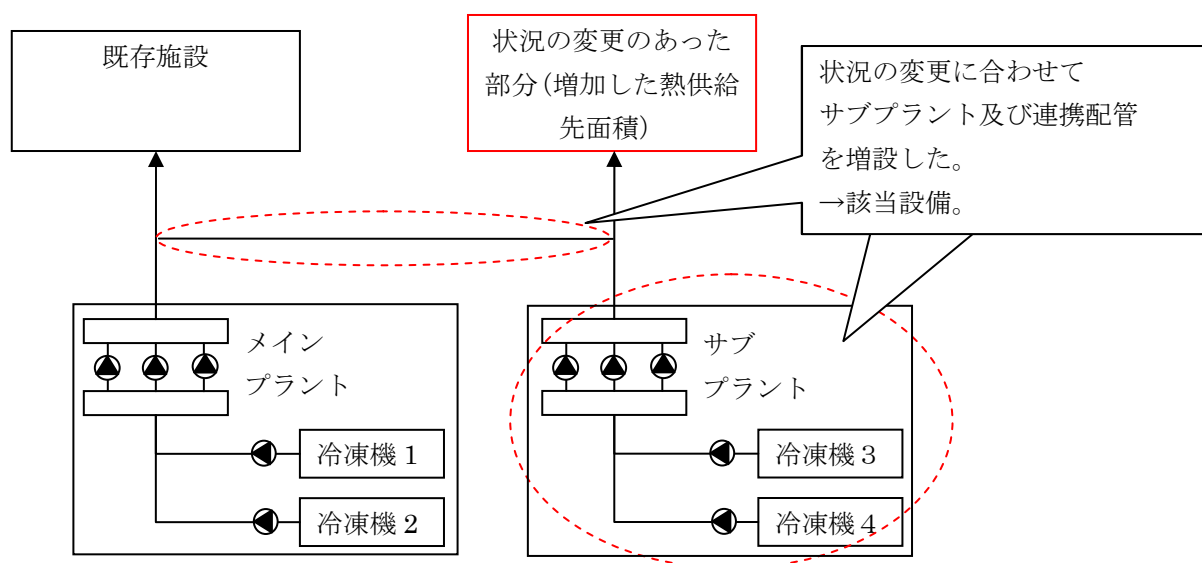 既存施設
状況の変更のあった
部分(増加した熱供給
先面積)
状況の変更に合わせて
サブプラント及び連携配管
を増設した。
→該当設備。
メイン
プラント
冷凍機1
冷凍機2
サブ
プラント
冷凍機3
冷凍機4